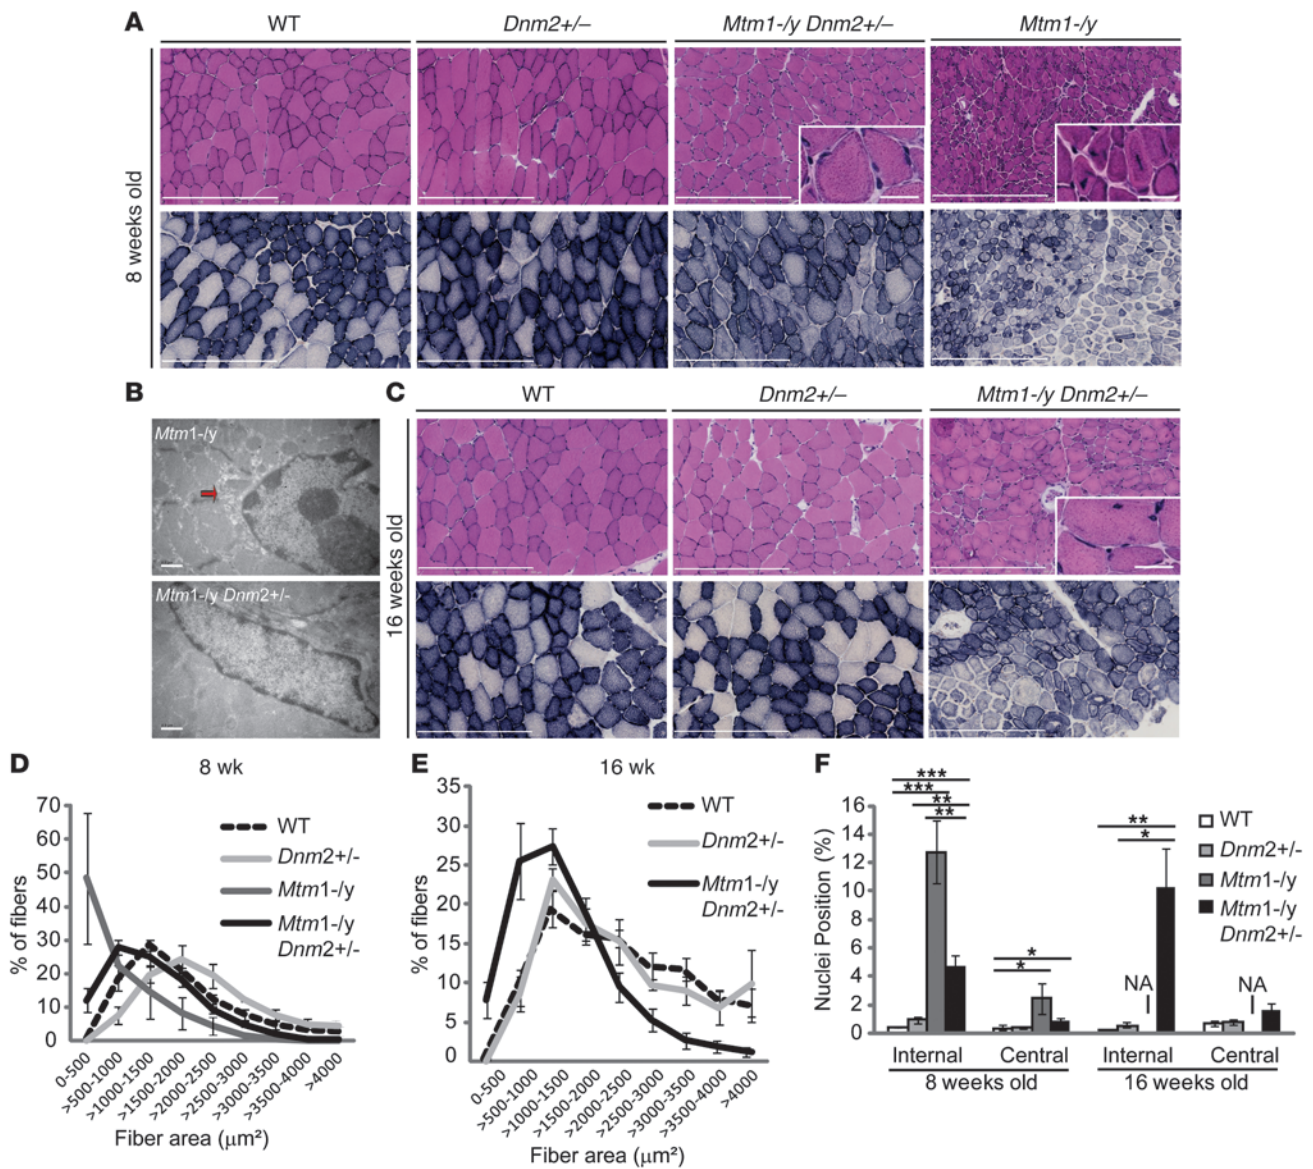 A
WT
Dnm2+/–
Mtm1-/y Dnm2+/–
Mtm1-/y
8 weeks old
B
Mtm1-/y
Mtm1-/y Dnm2+/-
C
WT
Dnm2+/–
Mtm1-/y Dnm2+/–
16 weeks old
D
8 wk
70
60
50
40
30
20
10
0
% of fibers
WT
Dnm2+/-
Mtm1-/y
Mtm1-/y
Dnm2+/-
0-500
>500-1000
>1000-1500
>1500-2000
>2000-2500
>2500-3000
>3000-3500
>3500-4000
>4000
Fiber area (µm²)
E
16 wk
35
30
25
20
15
10
5
0
% of fibers
WT
Dnm2+/-
Mtm1-/y
Dnm2+/-
0-500
>500-1000
>1000-1500
>1500-2000
>2000-2500
>2500-3000
>3000-3500
>3500-4000
>4000
Fiber area (µm²)
F
16
14
12
10
8
6
4
2
0
Nuclei Position (%)
***
***
**
**
*
*
**
*
NA
NA
WT
Dnm2+/-
Mtm1-/y
Mtm1-/y
Dnm2+/-
Internal Central Internal Central
8 weeks old 16 weeks old